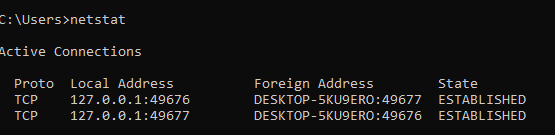 C:\Users>netstat
Active Connections
Proto Local Address Foreign Address State
TCP 127.0.0.1:49676 DESKTOP-5KU9ERO:49677 ESTABLISHED
TCP 127.0.0.1:49677 DESKTOP-5KU9ERO:49676 ESTABLISHED